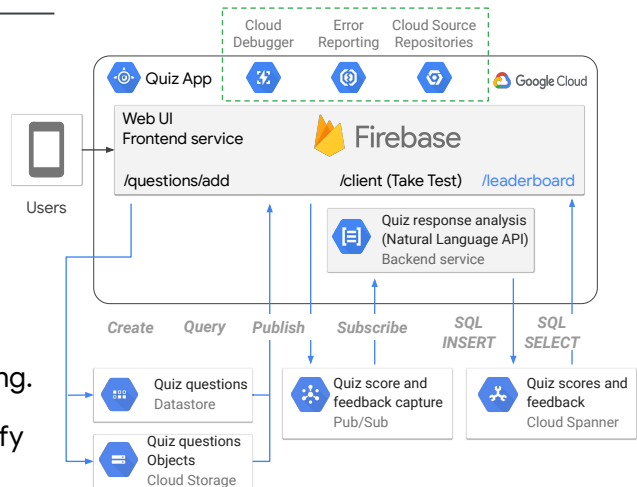 Cloud
Debugger
Error
Reporting
Cloud Source
Repositories
Quiz App
Google Cloud
Web UI
Frontend service
Firebase
/questions/add
/client (Take Test)
/leaderboard
Users
Quiz response analysis
(Natural Language API)
Backend service
Create
Query
Publish
Subscribe
SQL
INSERT
SQL
SELECT
ng.
fy
Quiz questions
Datastore
Quiz score and
feedback capture
Pub/Sub
Quiz scores and
feedback
Cloud Spanner
Quiz questions
Objects
Cloud Storage